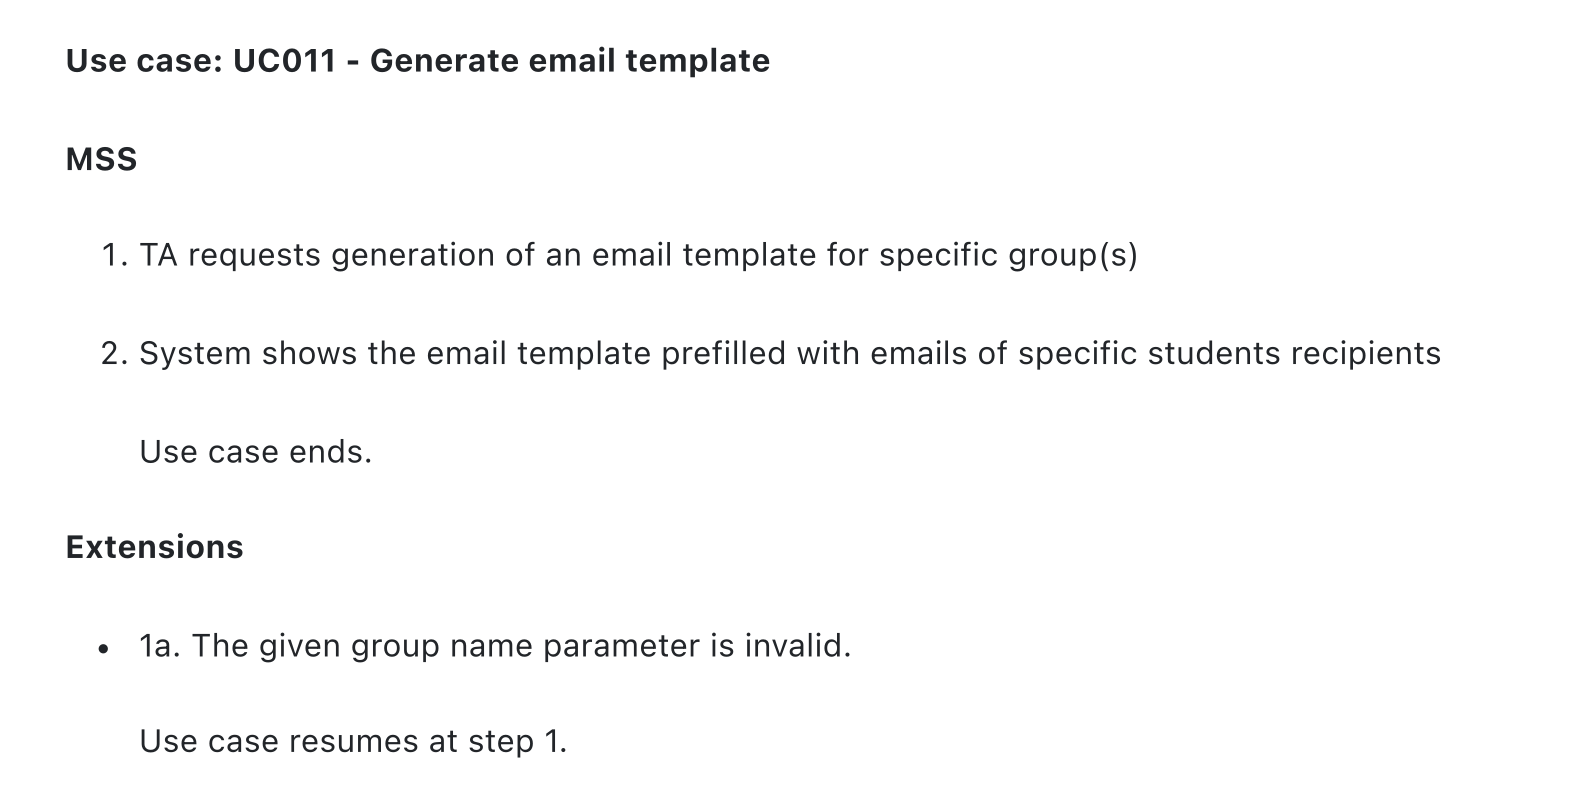 Use case: UC011 - Generate email template
MSS
1. TA requests generation of an email template for specific group(s)
2. System shows the email template prefilled with emails of specific students recipients
Use case ends.
Extensions
• 1a. The given group name parameter is invalid.
Use case resumes at step 1.